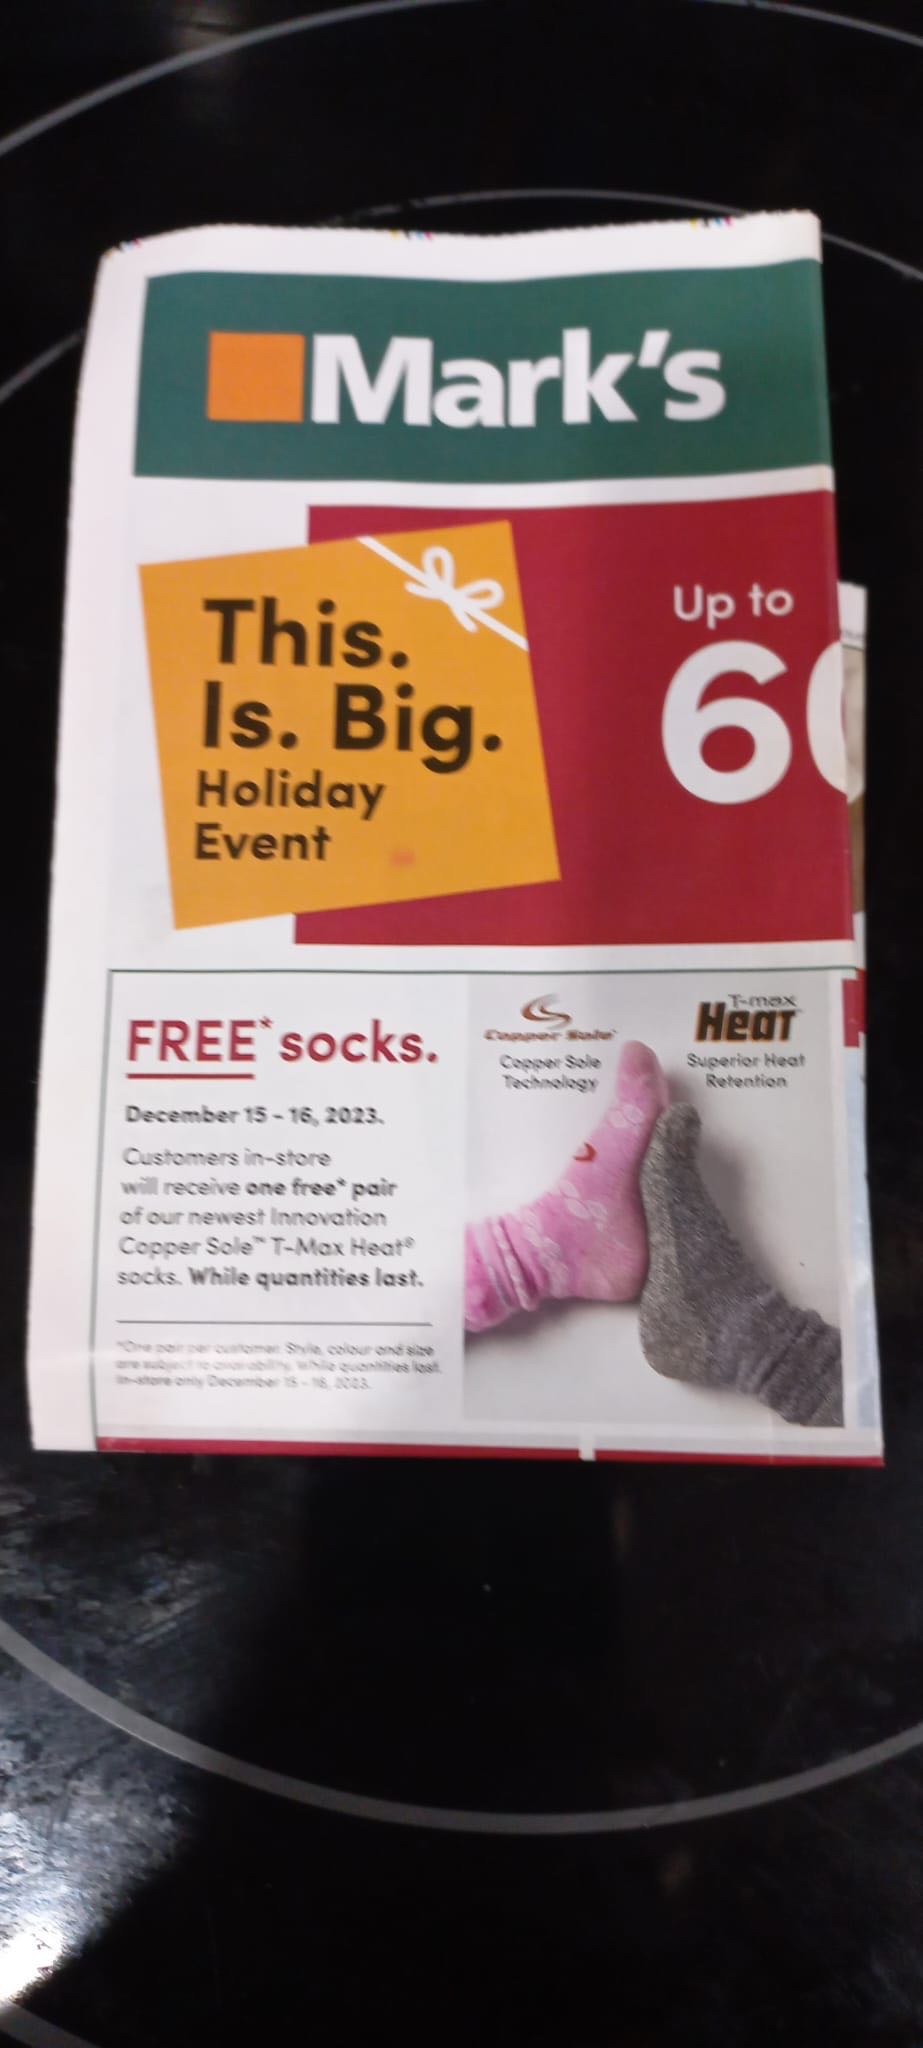 Mark's
This.
Is. Big.
Holiday
Event
Up to
60
FREE* socks.
December 15 - 16, 2023.
Customers in-store
will receive one free* pair
of our newest Innovation
Copper Sole™ T-Max Heat®
socks. While quantities last.
*One pair per customer. Style, colour and size
are subject to availability. While quantities last.
In-store only December 15 - 16, 2023.
Copper Sole
Copper Sole
Technology
T-max
HEAT
Superior Heat
Retention